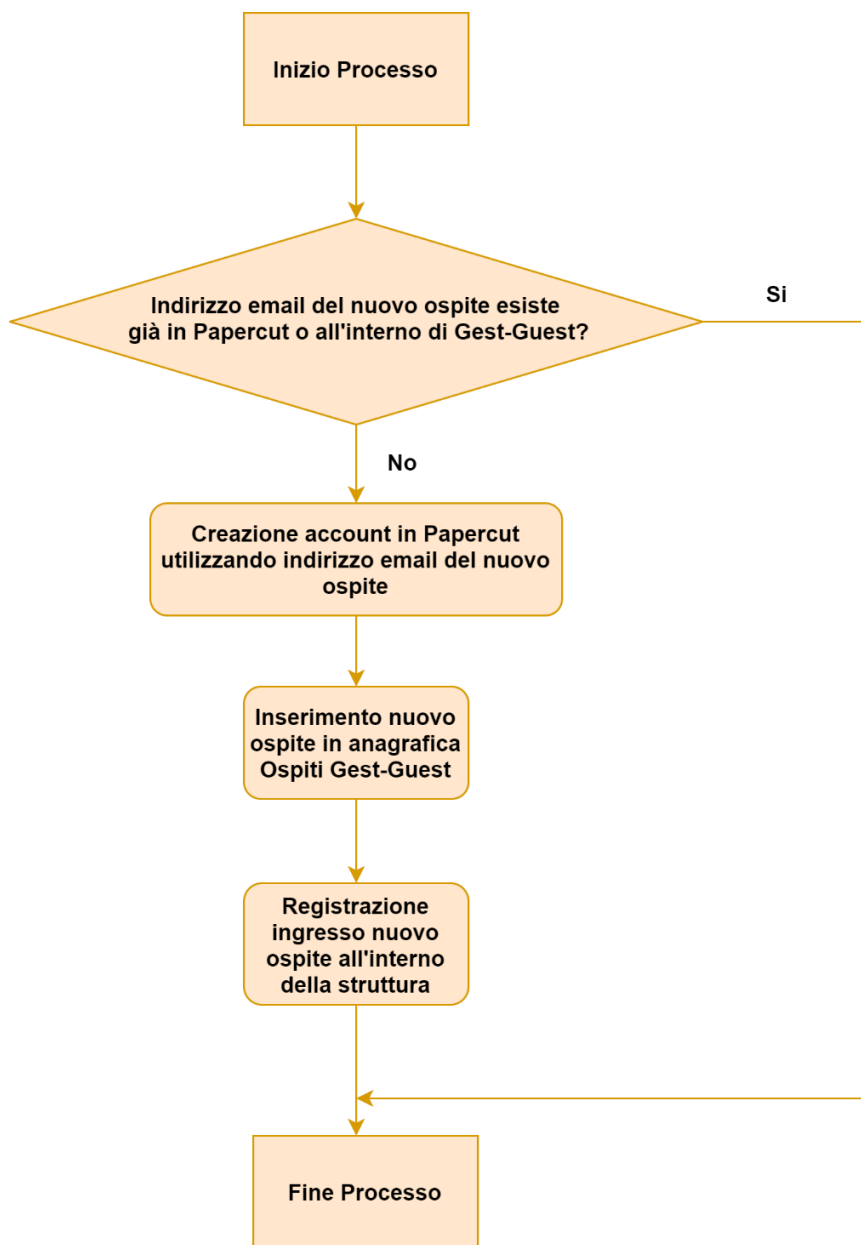 Inizio Processo
Indirizzo email del nuovo ospite esiste
già in Papercut o all'interno di Gest-Guest?
Si
No
Creazione account in Papercut
utilizzando indirizzo email del nuovo
ospite
Inserimento nuovo
ospite in anagrafica
Ospiti Gest-Guest
Registrazione
ingresso nuovo
ospite all'interno
della struttura
Fine Processo